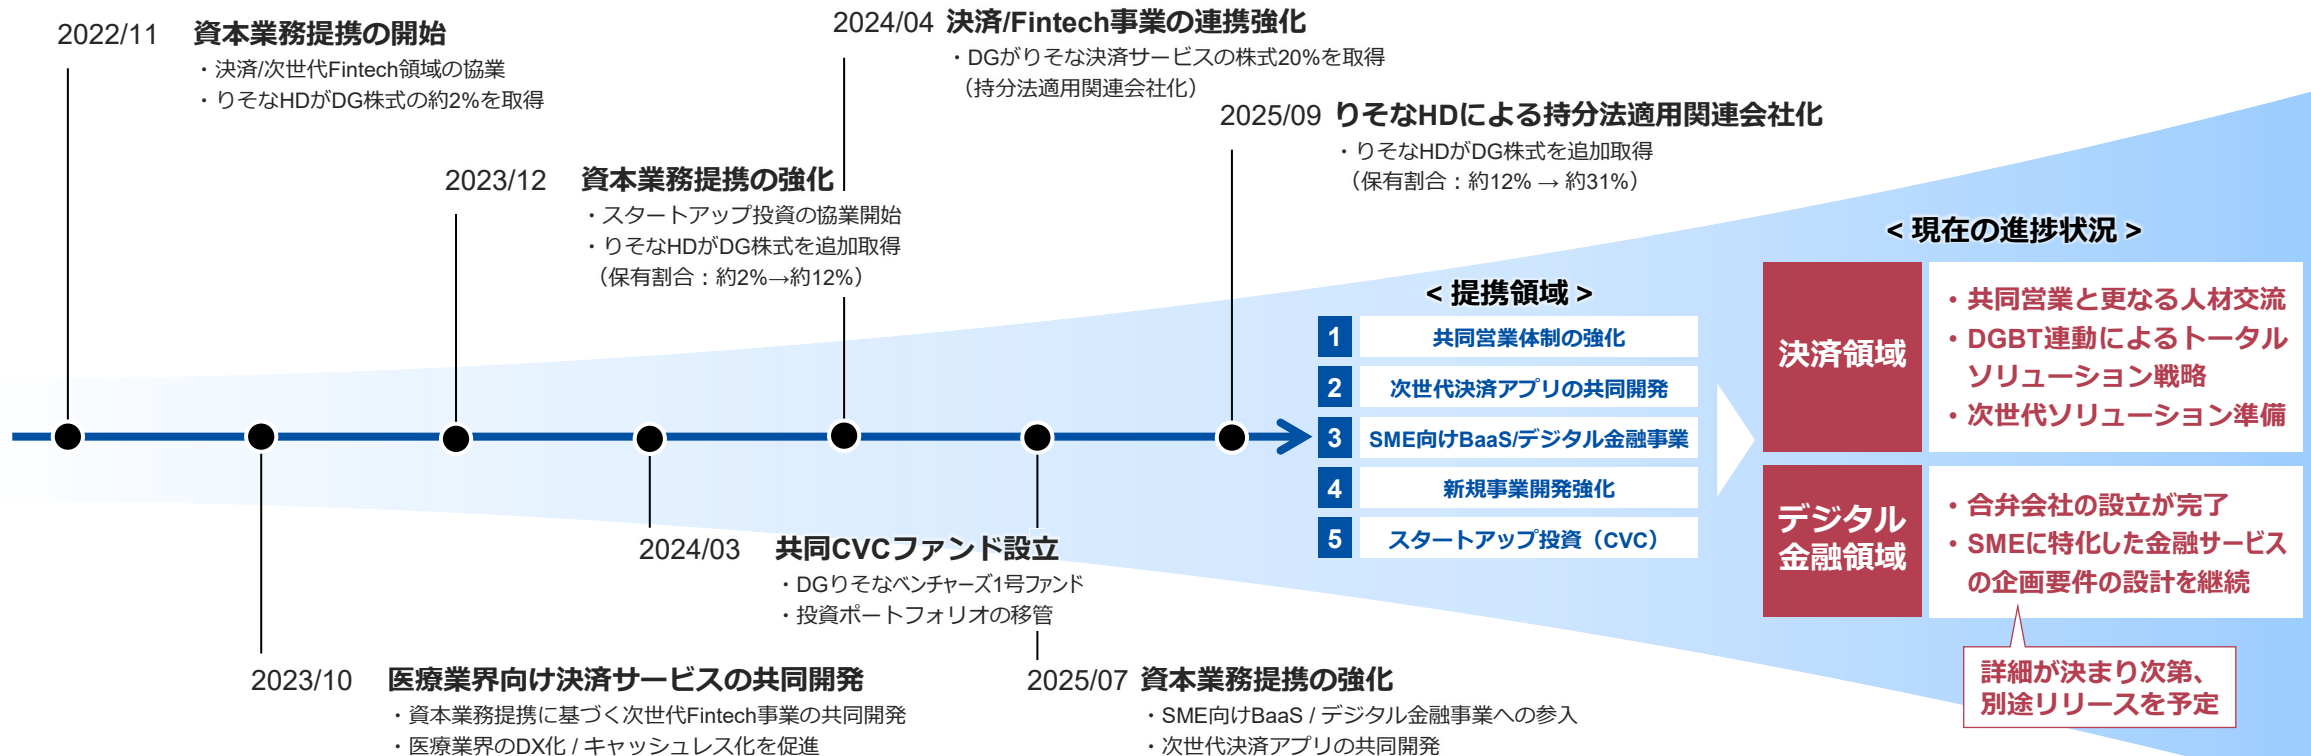 2022/11 資本業務提携の開始
・決済/次世代Fintech領域の協業
・りそなHDがDG株式の約2%を取得
2023/10 医療業界向け決済サービスの共同開発
・資本業務提携に基づく次世代Fintech事業の共同開発
・医療業界のDX化 / キャッシュレス化を促進
2023/12 資本業務提携の強化
・スタートアップ投資の協業開始
・りそなHDがDG株式を追加取得
（保有割合：約2%→約12%）
2024/03 共同CVCファンド設立
・DGりそなベンチャーズ1号ファンド
・投資ポートフォリオの移管
2024/04 決済/Fintech事業の連携強化
・DGがりそな決済サービスの株式20%を取得
（持分法適用関連会社化）
2025/07 資本業務提携の強化
・SME向けBaaS / デジタル金融事業への参入
・次世代決済アプリの共同開発
2025/09 りそなHDによる持分法適用関連会社化
・りそなHDがDG株式を追加取得
（保有割合：約12% → 約31%）
< 提携領域 >
1 共同営業体制の強化
2 次世代決済アプリの共同開発
3 SME向けBaaS/デジタル金融事業
4 新規事業開発強化
5 スタートアップ投資（CVC）
< 現在の進捗状況 >
決済領域
・共同営業と更なる人材交流
・DGBT連動によるトータル
ソリューション戦略
・次世代ソリューション準備
デジタル
金融領域
・合弁会社の設立が完了
・SMEに特化した金融サービス
の企画要件の設計を継続
詳細が決まり次第、
別途リリースを予定